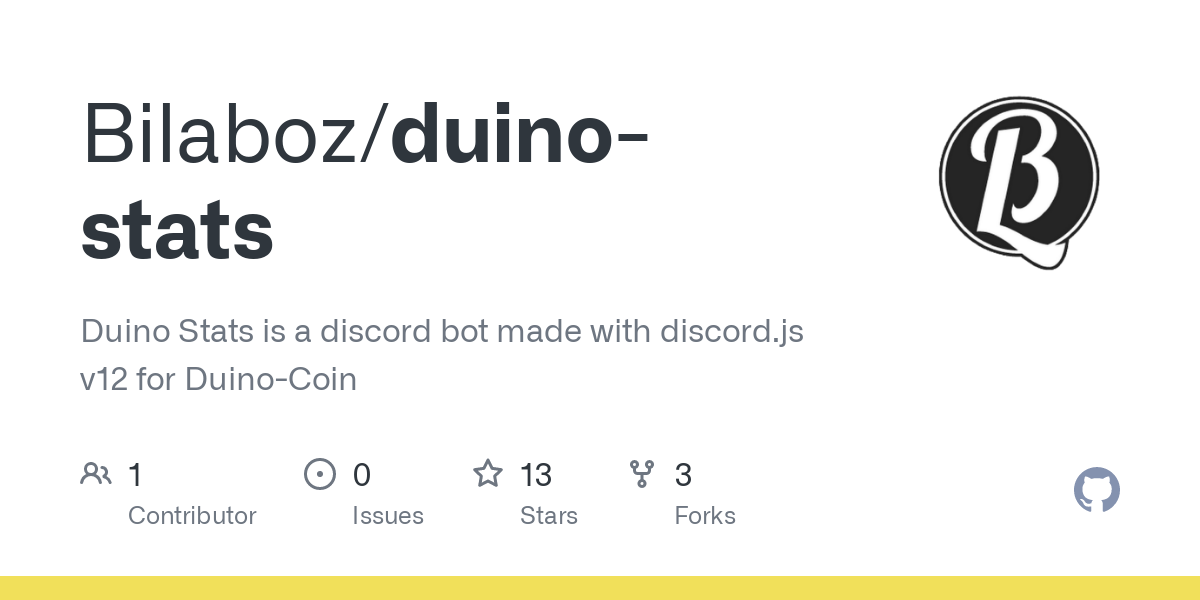 Bilaboz/duino-
stats
Duino Stats is a discord bot made with discord.js
v12 for Duino-Coin
1 0 13 3
Contributor Issues Stars Forks
B